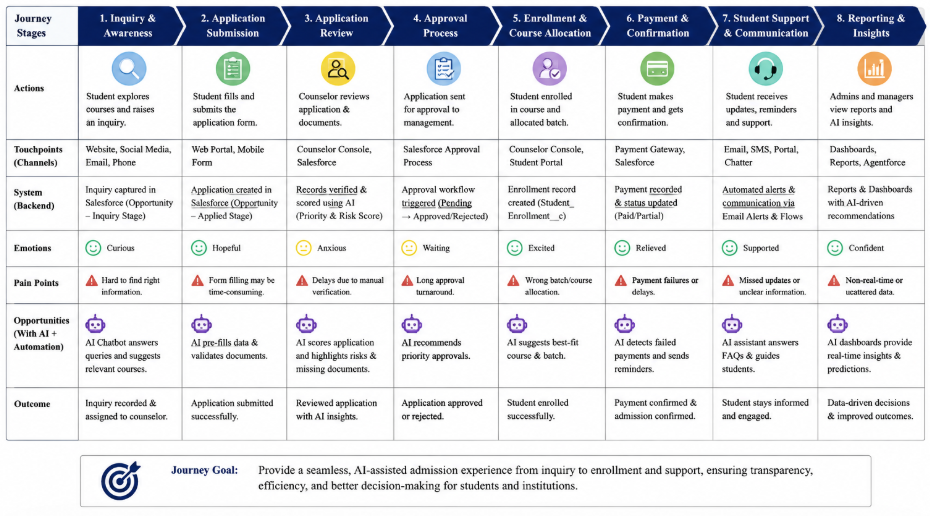 Journey
Stages
1. Inquiry &
Awareness
2. Application
Submission
3. Application
Review
4. Approval
Process
5. Enrollment &
Course Allocation
6. Payment &
Confirmation
7. Student Support
& Communication
8. Reporting &
Insights
Actions
Student explores
courses and raises
an inquiry.
Student fills and
submits the
application form.
Counselor reviews
application &
documents.
Application sent
for approval to
management.
Student enrolled
in course and
allocated batch.
Student makes
payment and gets
confirmation.
Student receives
updates, reminders
and support.
Admins and managers
view reports and
AI insights.
Touchpoints
(Channels)
Website, Social Media,
Email, Phone
Web Portal, Mobile
Form
Counselor Console,
Salesforce
Salesforce Approval
Process
Counselor Console,
Student Portal
Payment Gateway,
Salesforce
Email, SMS, Portal,
Chatter
Dashboards,
Reports, Agentforce
System
(Backend)
Inquiry captured in
Salesforce (Opportunity
– Inquiry Stage)
Application created in
Salesforce (Opportunity
– Applied Stage)
Records verified &
scored using AI
(Priority & Risk Score)
Approval workflow
triggered (Pending
→ Approved/Rejected)
Enrollment record
created (Student_
Enrollment__c)
Payment recorded
& status updated
(Paid/Partial)
Automated alerts &
communication via
Email Alerts & Flows
Reports & Dashboards
with AI-driven
recommendations
Emotions
Curious
Hopeful
Anxious
Waiting
Excited
Relieved
Supported
Confident
Pain Points
Hard to find right
information.
Form filling may be
time-consuming.
Delays due to manual
verification.
Long approval
turnaround.
Wrong batch/course
allocation.
Payment failures or
delays.
Missed updates or
unclear information.
Non-real-time or
ucattered data.
Opportunities
(With AI +
Automation)
AI Chatbot answers
queries and suggests
relevant courses.
AI pre-fills data &
validates documents.
AI scores application
and highlights risks &
missing documents.
AI recommends
priority approvals.
AI suggests best-fit
course & batch.
AI detects failed
payments and sends
reminders.
AI assistant answers
FAQs & guides
students.
AI dashboards provide
real-time insights &
predictions.
Outcome
Inquiry recorded &
assigned to counselor.
Application submitted
successfully.
Reviewed application
with AI insights.
Application approved
or rejected.
Student enrolled
successfully.
Payment confirmed &
admission confirmed.
Student stays informed
and engaged.
Data-driven decisions
& improved outcomes.
Journey Goal: Provide a seamless, AI-assisted admission experience from inquiry to enrollment and support, ensuring transparency,
efficiency, and better decision-making for students and institutions.